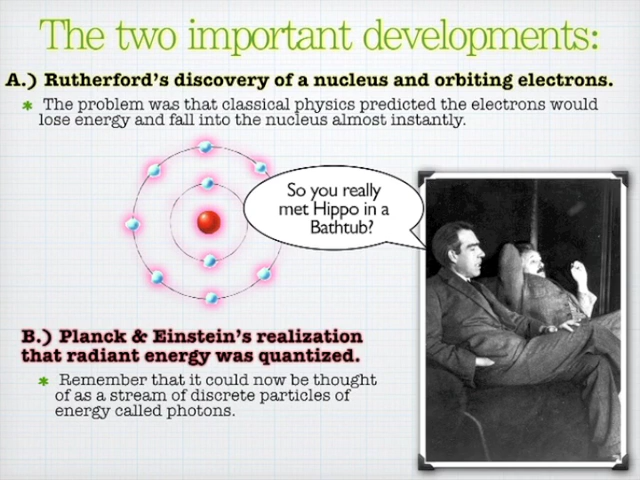 The two important developments:
A.) Rutherford's discovery of a nucleus and orbiting electrons.
* The problem was that classical physics predicted the electrons would
lose energy and fall into the nucleus almost instantly.
So you really
met Hippo in a
Bathtub?
B.) Planck & Einstein's realization
that radiant energy was quantized.
* Remember that it could now be thought
of as a stream of discrete particles of
energy called photons.